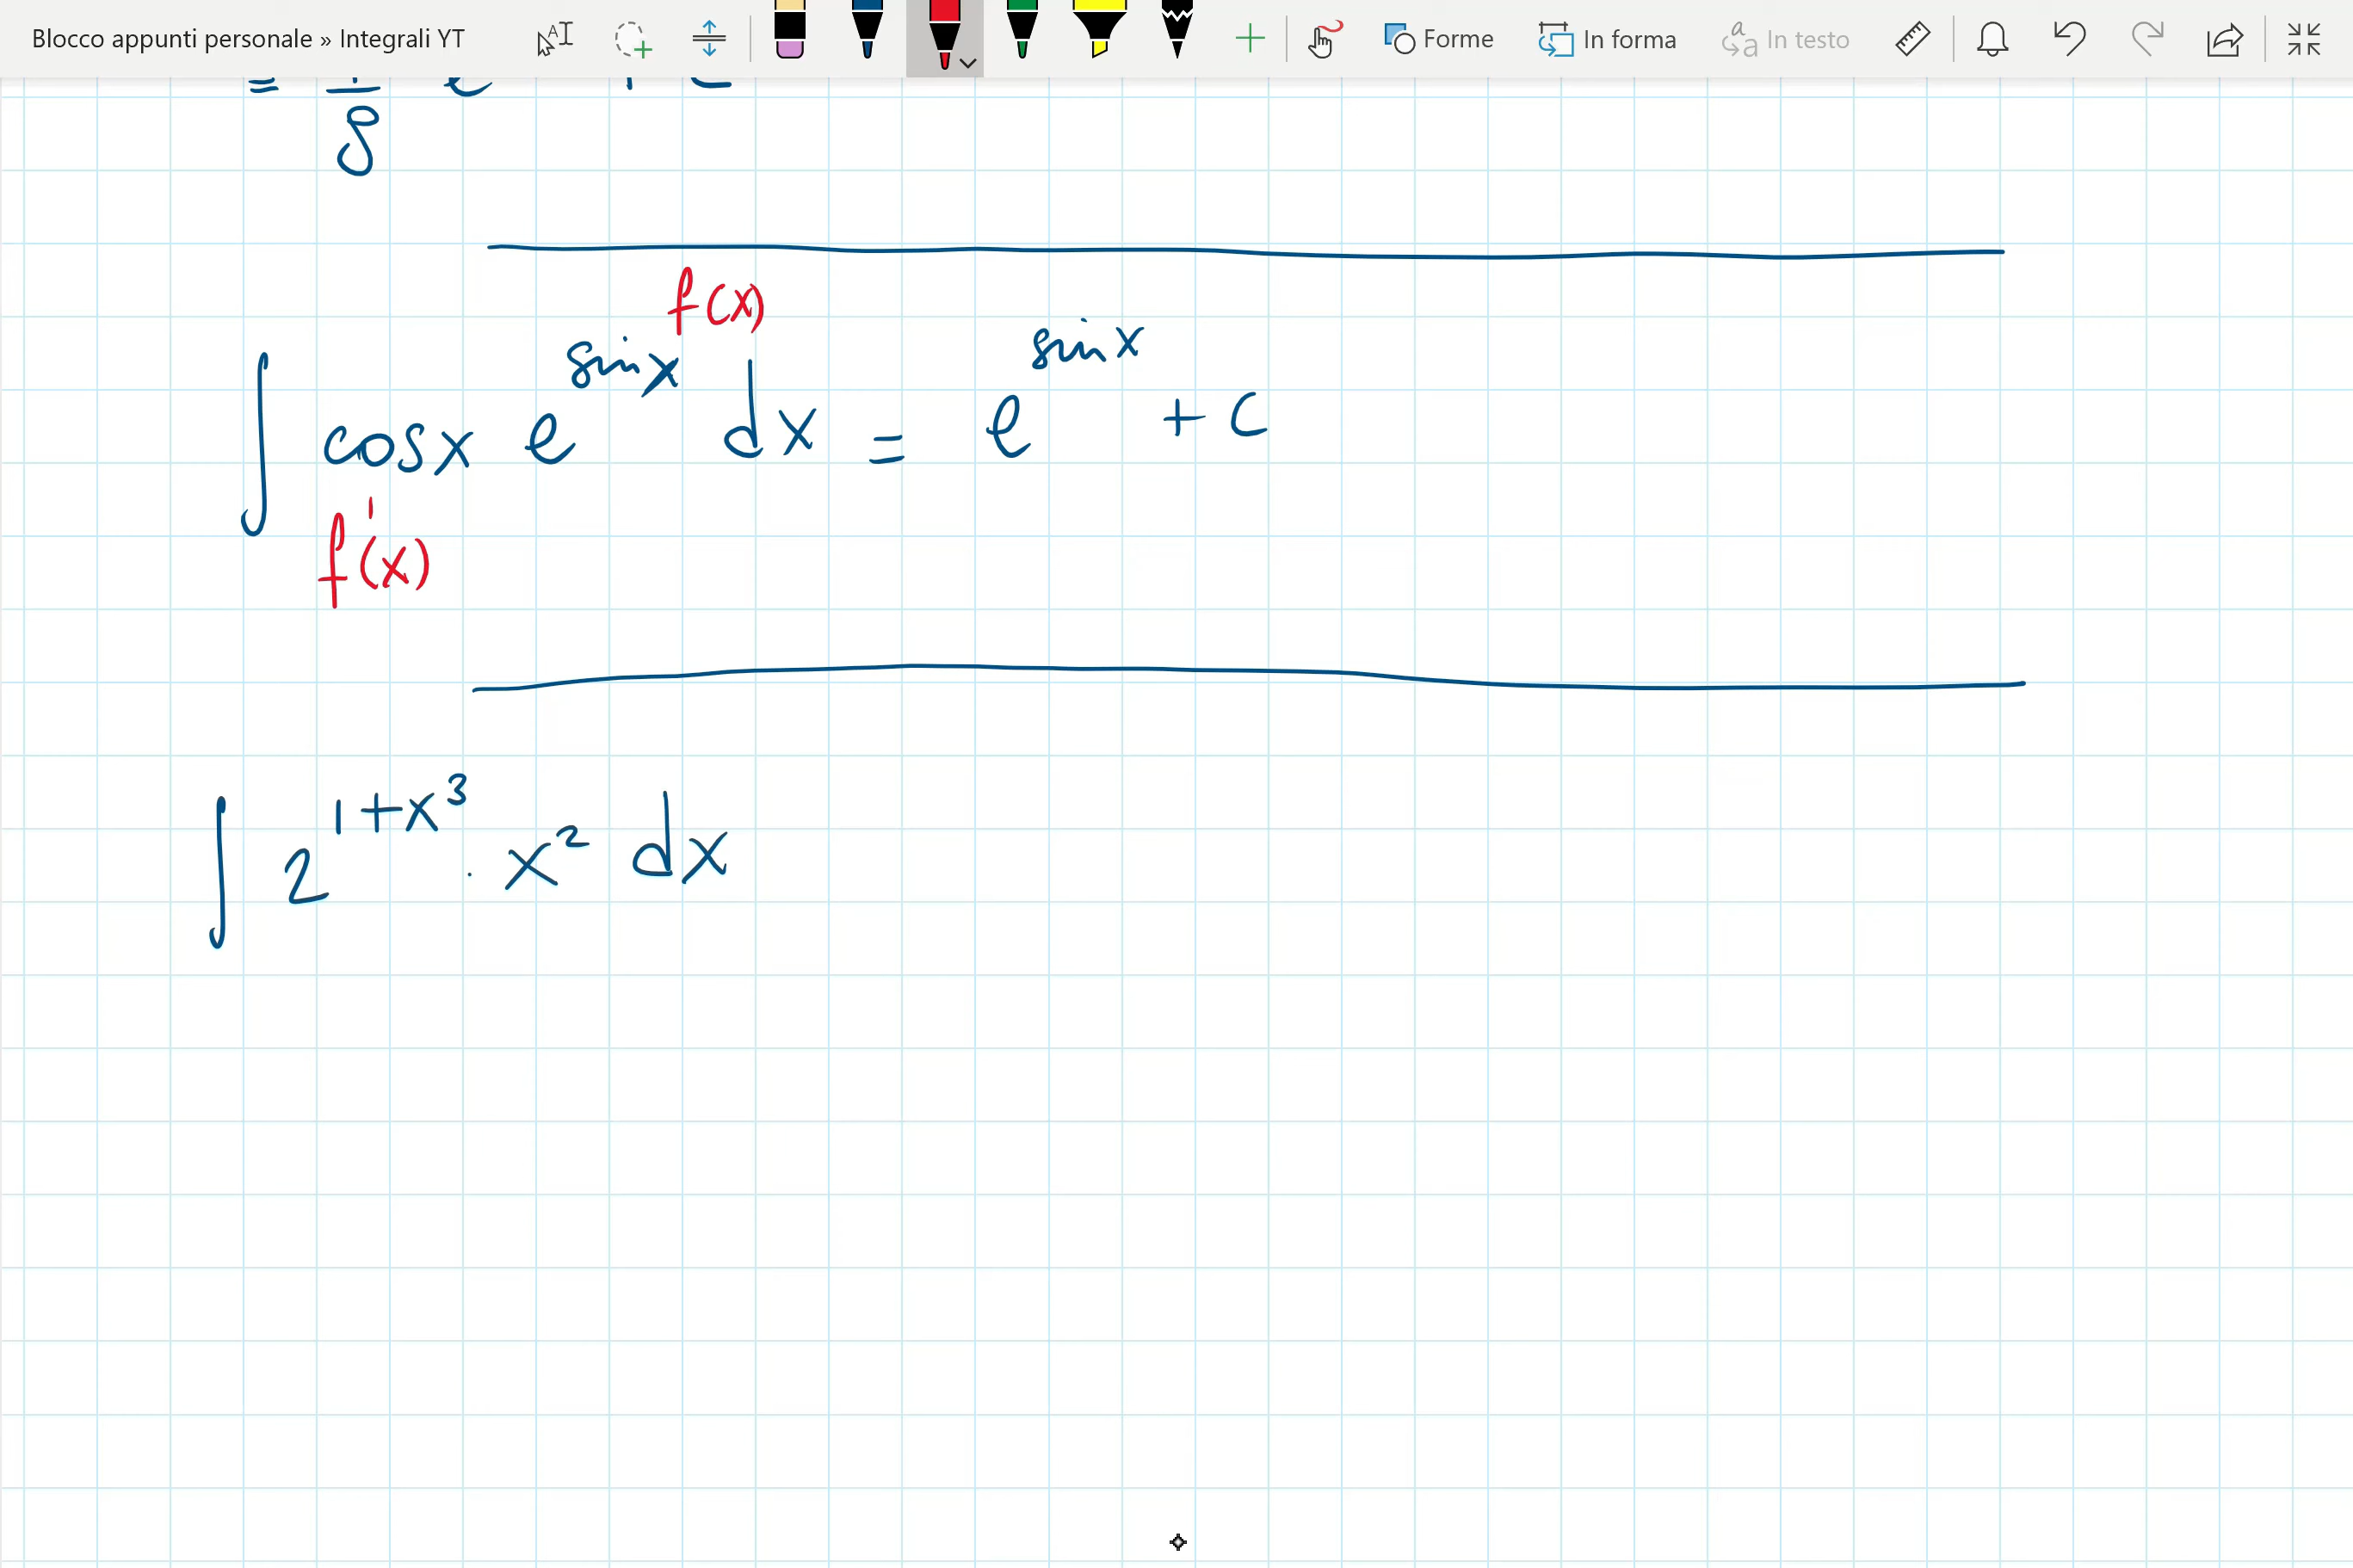 Blocco appunti personale » Integrali YT Forme In forma In testo
8
f(x)
∫ cosx e^sinx dx = e^sinx + c
f'(x)
∫ 2^1+x³ · x² dx